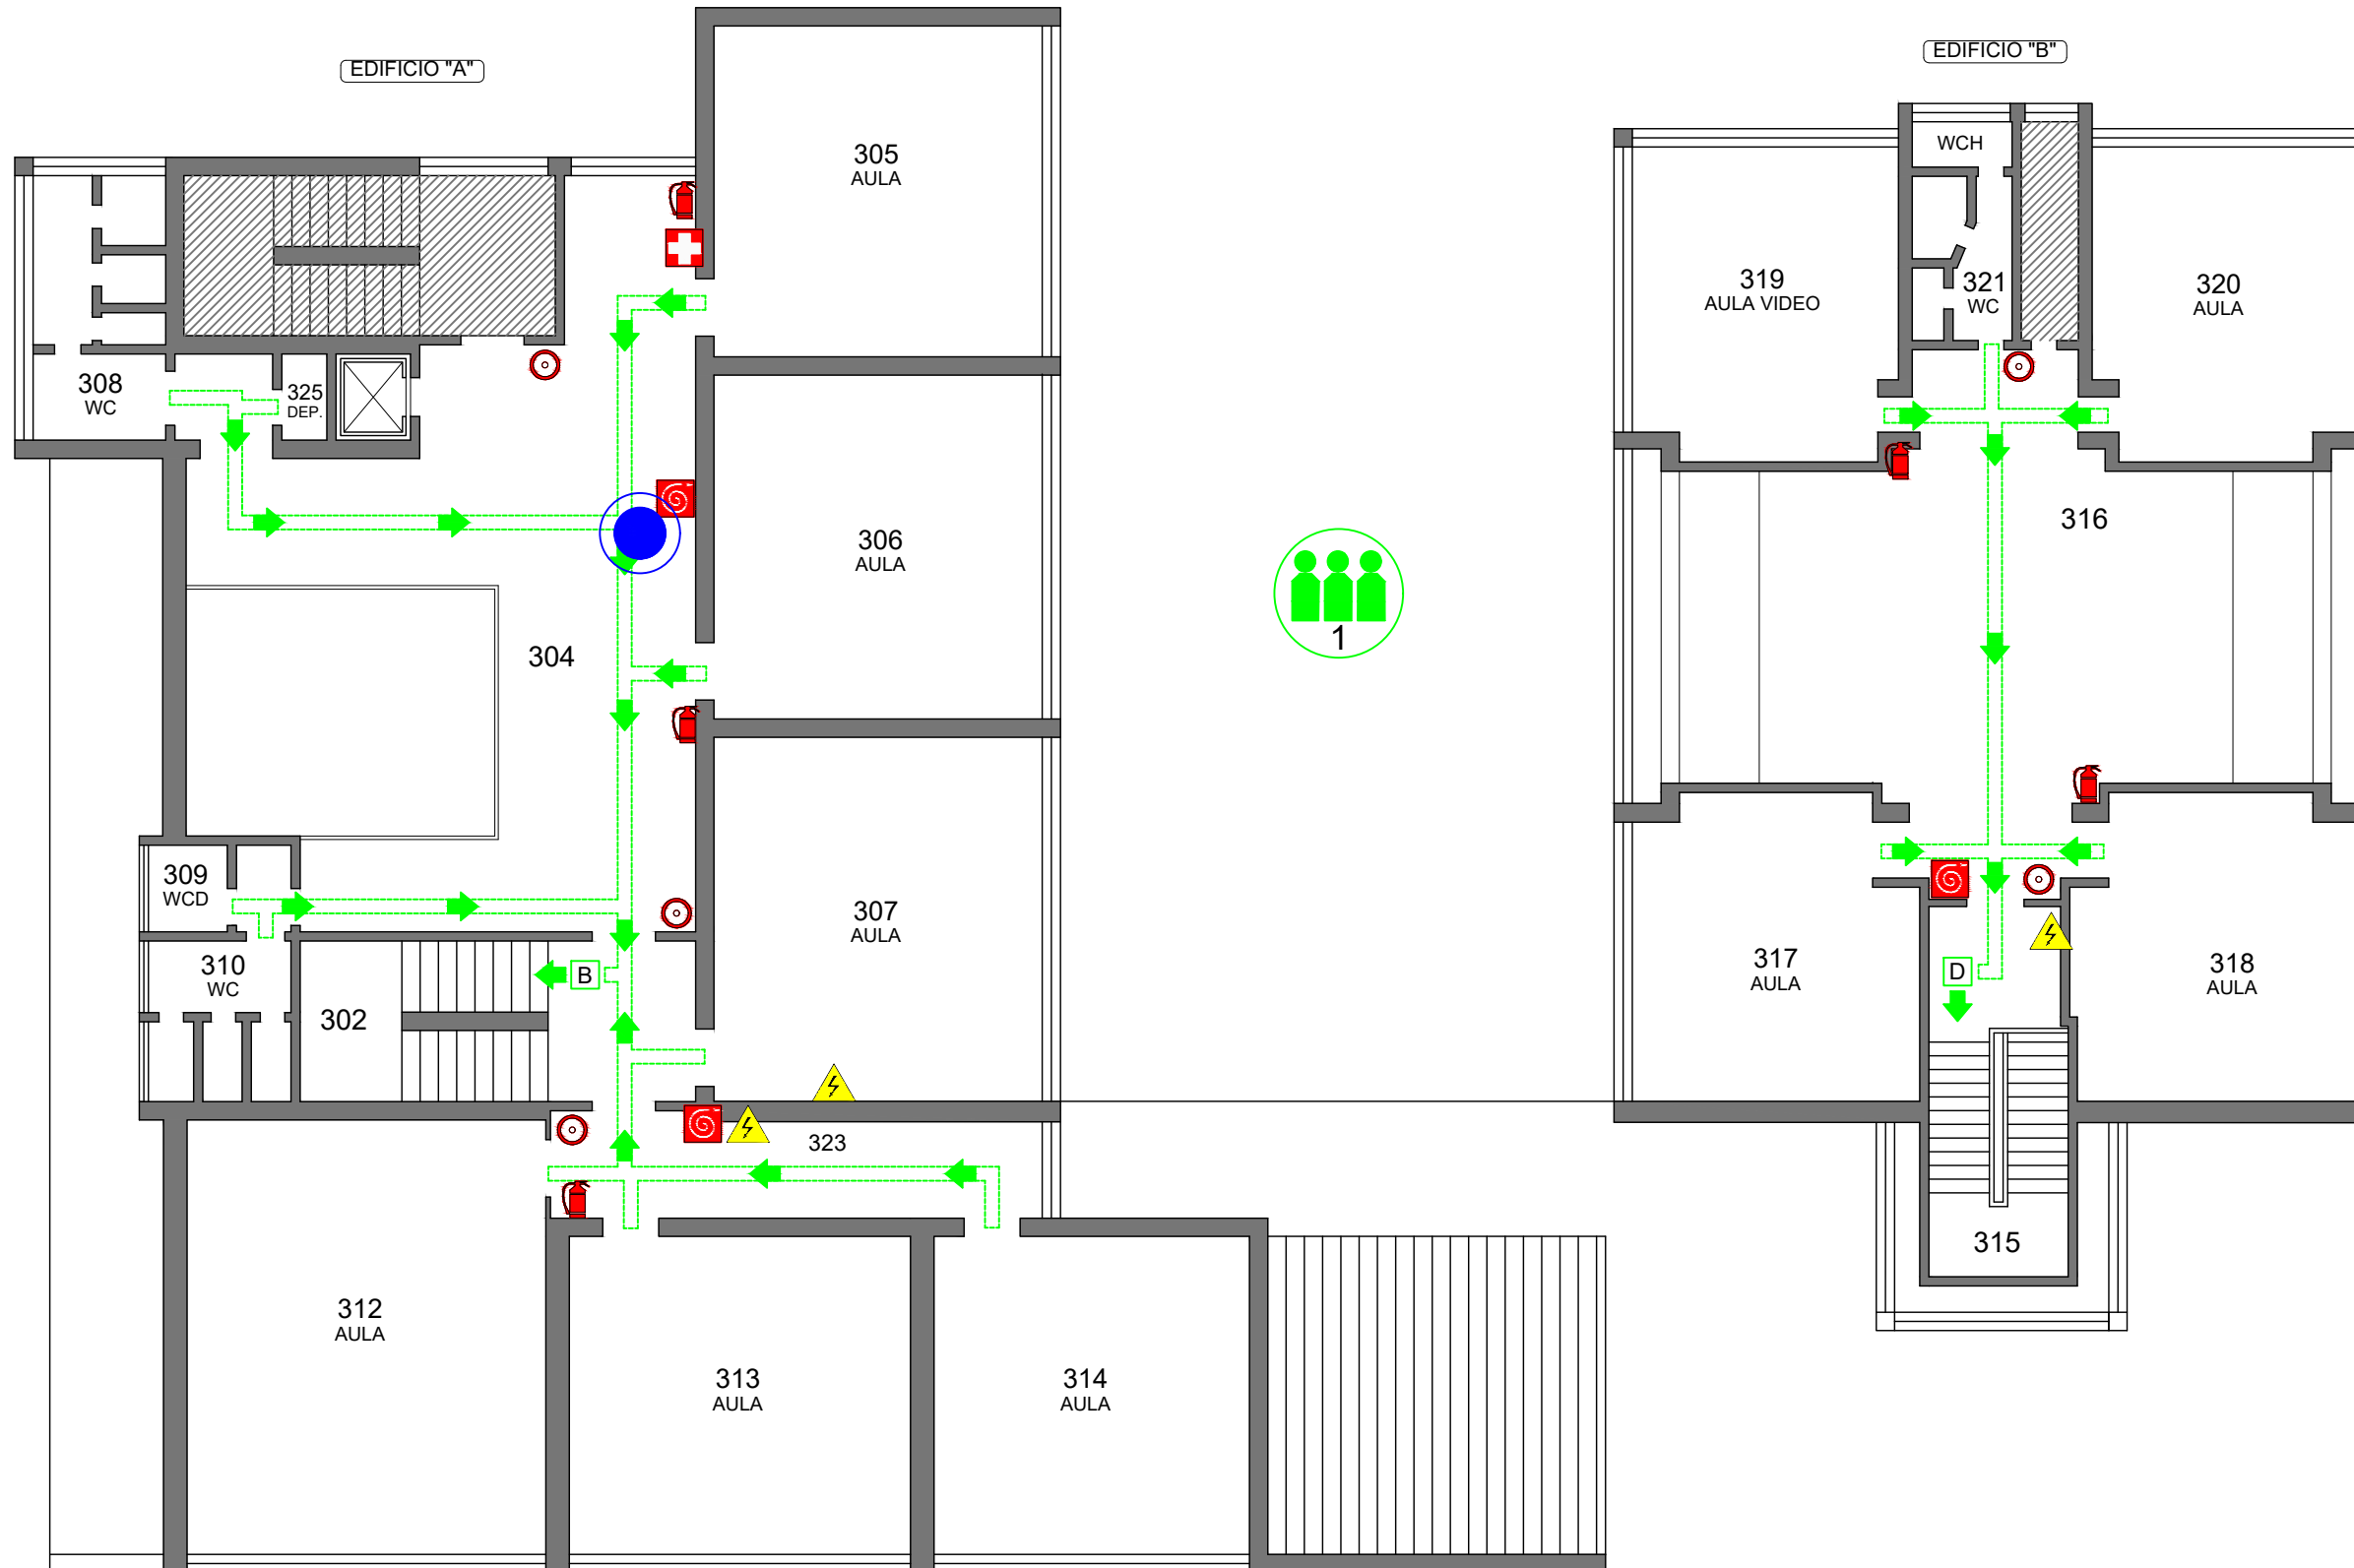 EDIFICIO "A"
EDIFICIO "B"
305
AULA
WCH
319
AULA VIDEO
321
WC
320
AULA
308
WC
325
DEP.
306
AULA
316
1
304
309
WCD
307
AULA
310
WC
B
302
317
AULA
D
318
AULA
323
315
312
AULA
313
AULA
314
AULA